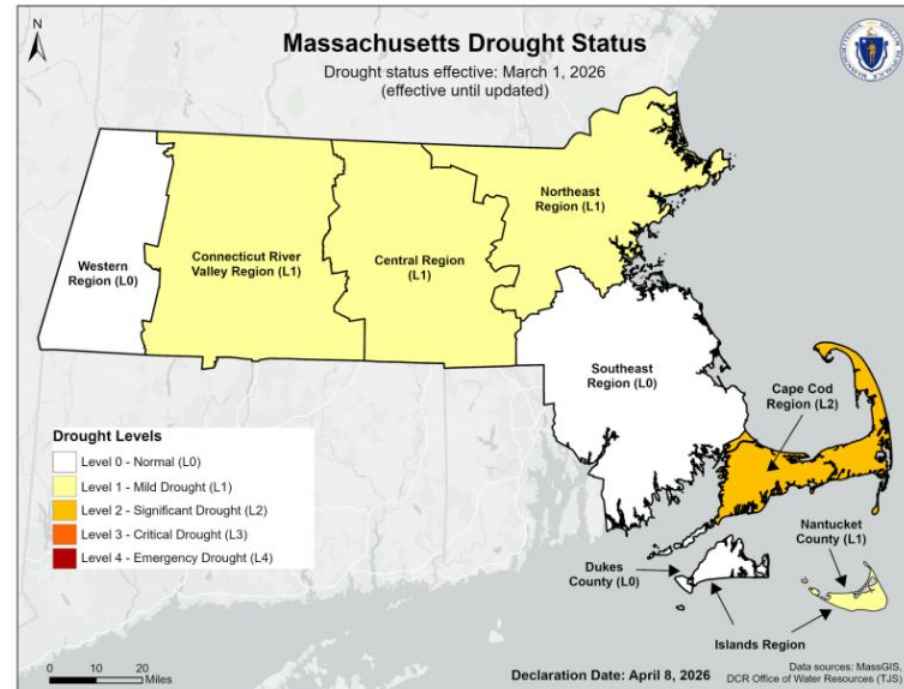 N
Massachusetts Drought Status
Drought status effective: March 1, 2026
(effective until updated)
Northeast
Region (L1)
Western
Region (L0)
Connecticut River
Valley Region (L1)
Central Region
(L1)
Southeast
Region (L0)
Cape Cod
Region (L2)
Drought Levels
Level 0 - Normal (L0)
Level 1 - Mild Drought (L1)
Level 2 - Significant Drought (L2)
Level 3 - Critical Drought (L3)
Level 4 - Emergency Drought (L4)
Nantucket
County (L1)
Dukes
County (L0)
Islands Region
0 10 20
Miles
Declaration Date: April 8, 2026
Data sources: MassGIS,
DCR Office of Water Resources (TJS)